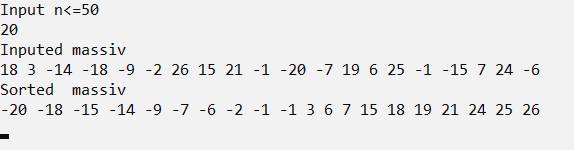 Input n<=50
20
Inputed massiv
18 3 -14 -18 -9 -2 26 15 21 -1 -20 -7 19 6 25 -1 -15 7 24 -6
Sorted  massiv
-20 -18 -15 -14 -9 -7 -6 -2 -1 -1 3 6 7 15 18 19 21 24 25 26